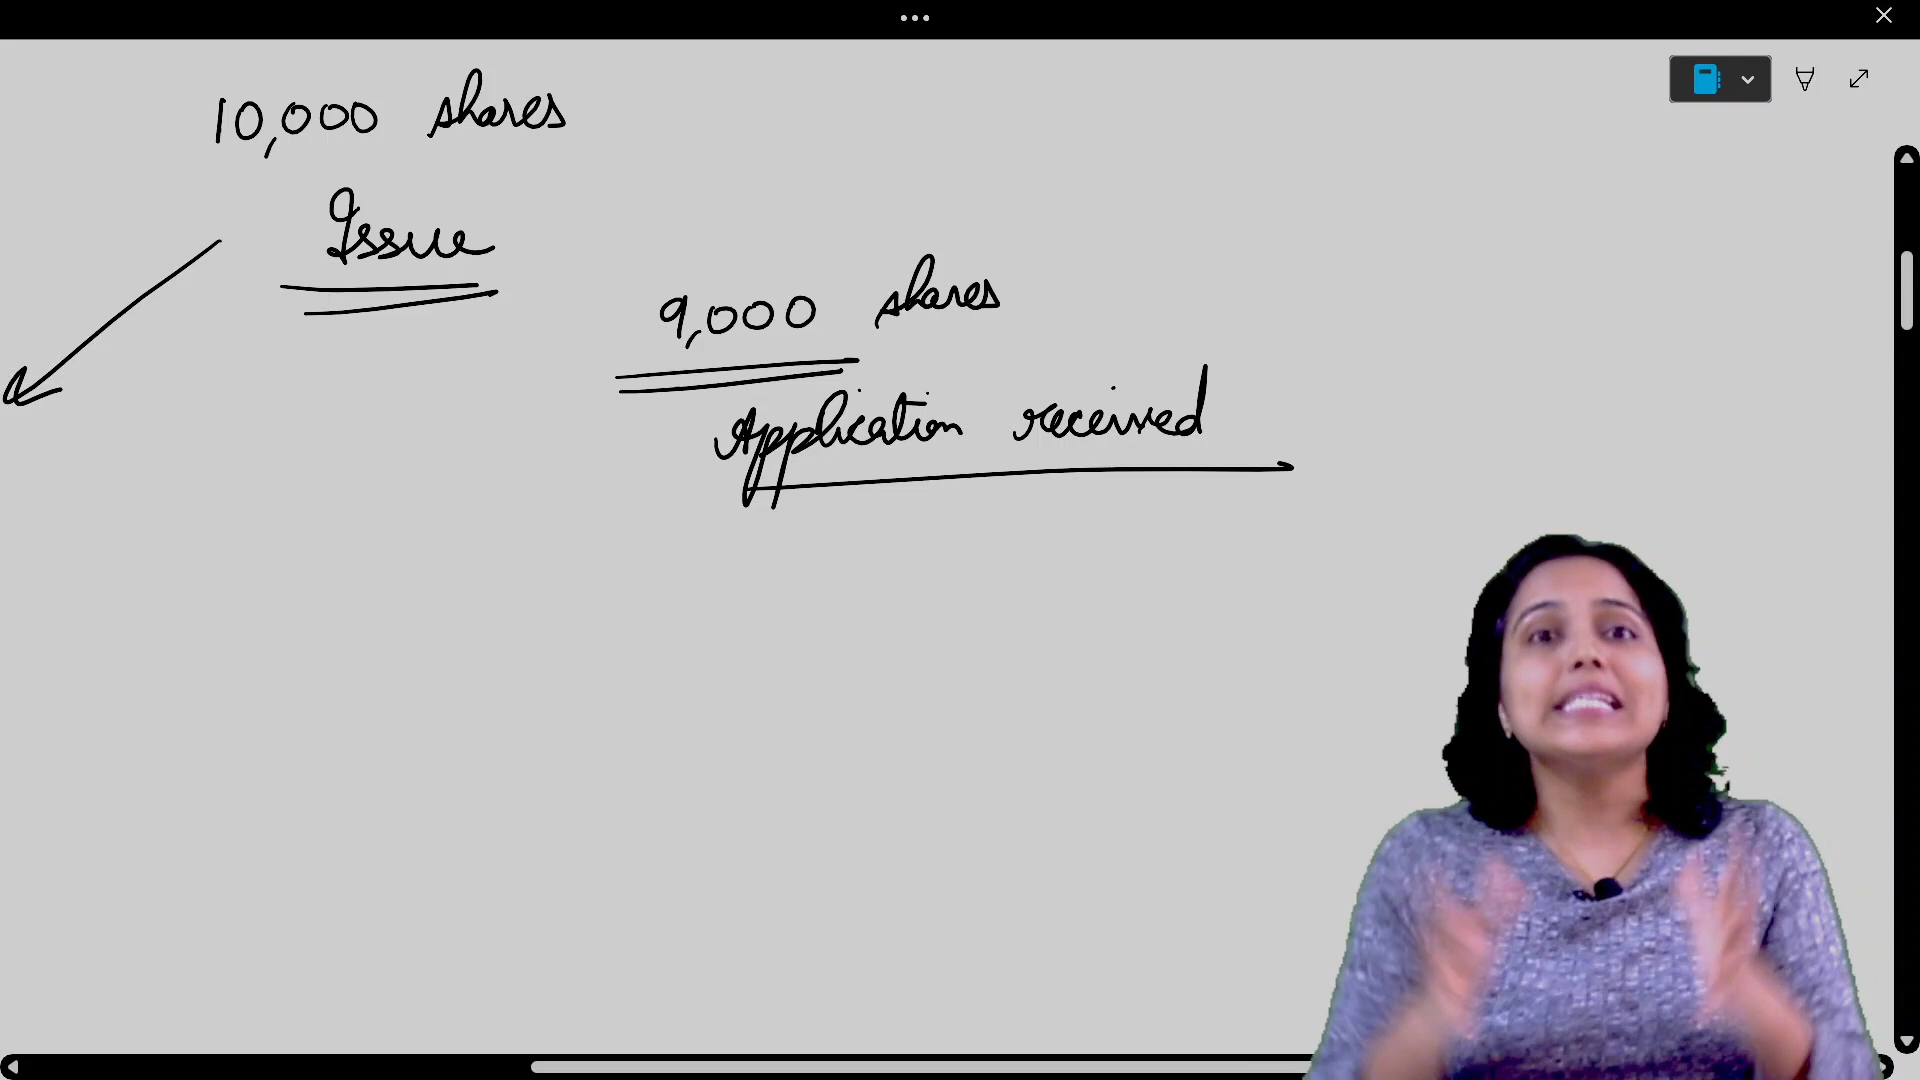 10,000 shares
Issue
9,000 shares
Application received